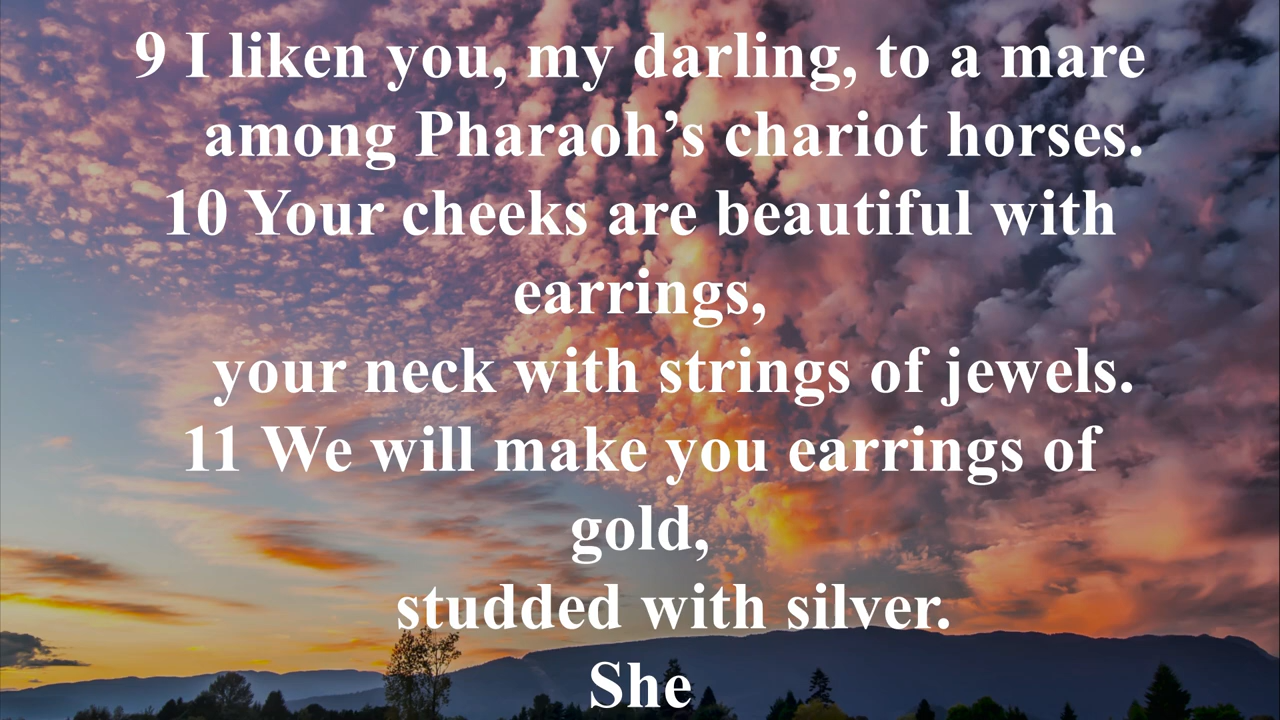 9 I liken you, my darling, to a mare
among Pharaoh’s chariot horses.
10 Your cheeks are beautiful with
earrings,
your neck with strings of jewels.
11 We will make you earrings of
gold,
studded with silver.
She